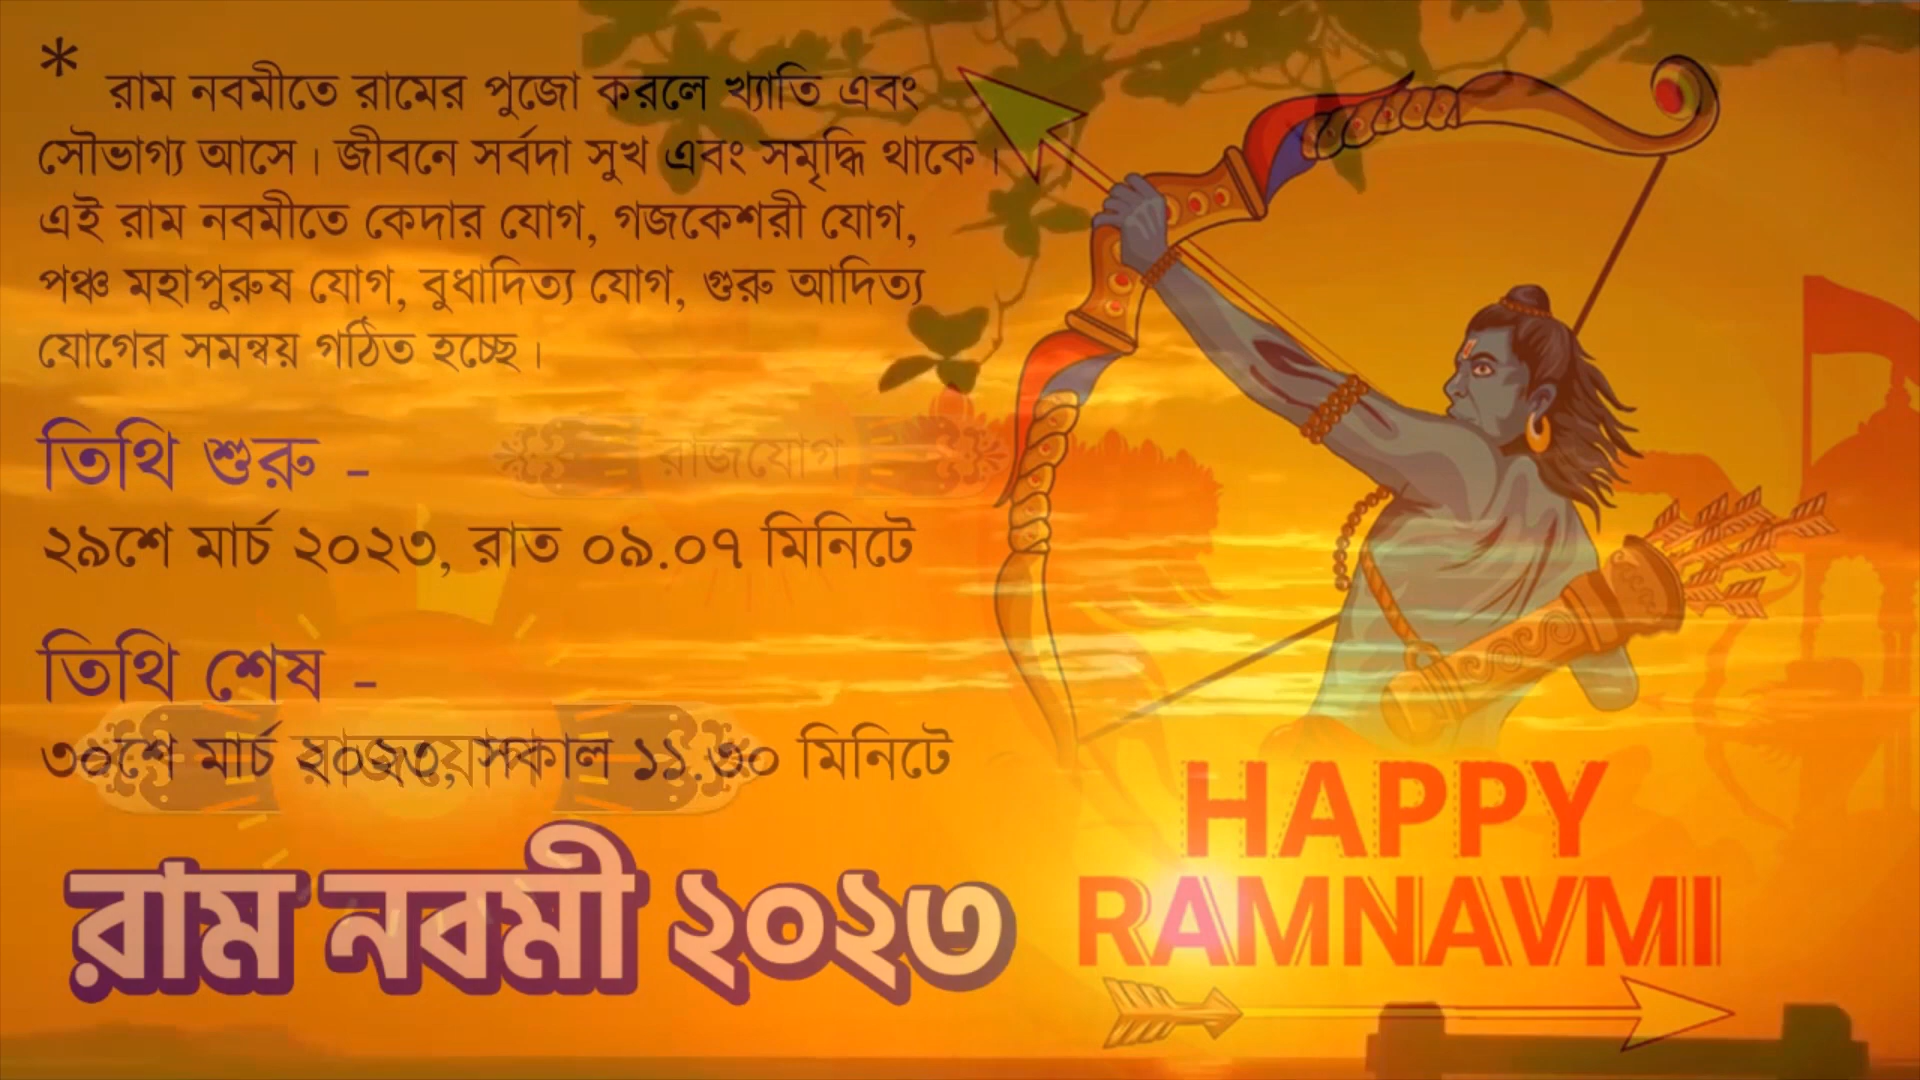 * রাম নবমীতে রামের পুজো করলে খ্যাতি এবং
সৌভাগ্য আসে। জীবনে সর্বদা সুখ এবং সমৃদ্ধি থাকে।
এই রাম নবমীতে কেদার যোগ, গজকেশরী যোগ,
পঞ্চ মহাপুরুষ যোগ, বুধাদিত্য যোগ, গুরু আদিত্য
যোগের সমন্বয় গঠিত হচ্ছে।
তিথি শুরু -
রাজযোগ
২৯শে মার্চ ২০২৩, রাত ০৯.০৭ মিনিটে
তিথি শেষ -
৩০শে মার্চ ২০২৩, সকাল ১১.৩০ মিনিটে
রাম নবমী ২০২৩
HAPPY
RAMNAVMI